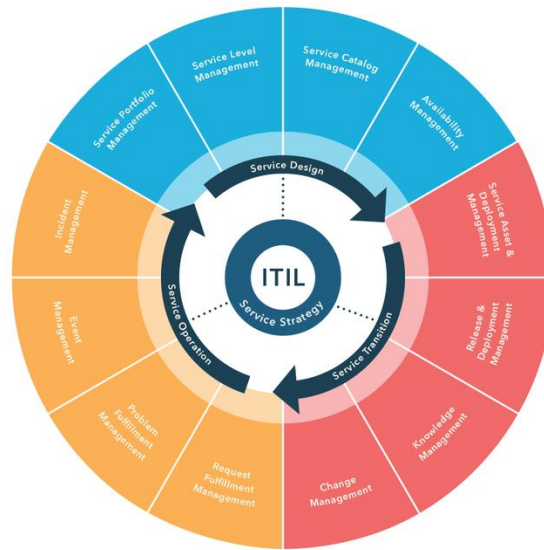 Service Level
Management
Service Catalog
Management
Availability
Management
Service Asset &
Deployment
Management
Release &
Deployment
Management
Knowledge
Management
Change
Management
Request
Fulfillment
Management
Problem
Fulfillment
Management
Event
Management
Incident
Management
Service Portfolio
Management
Service Design
Service Transition
Service Operation
ITIL
Service Strategy